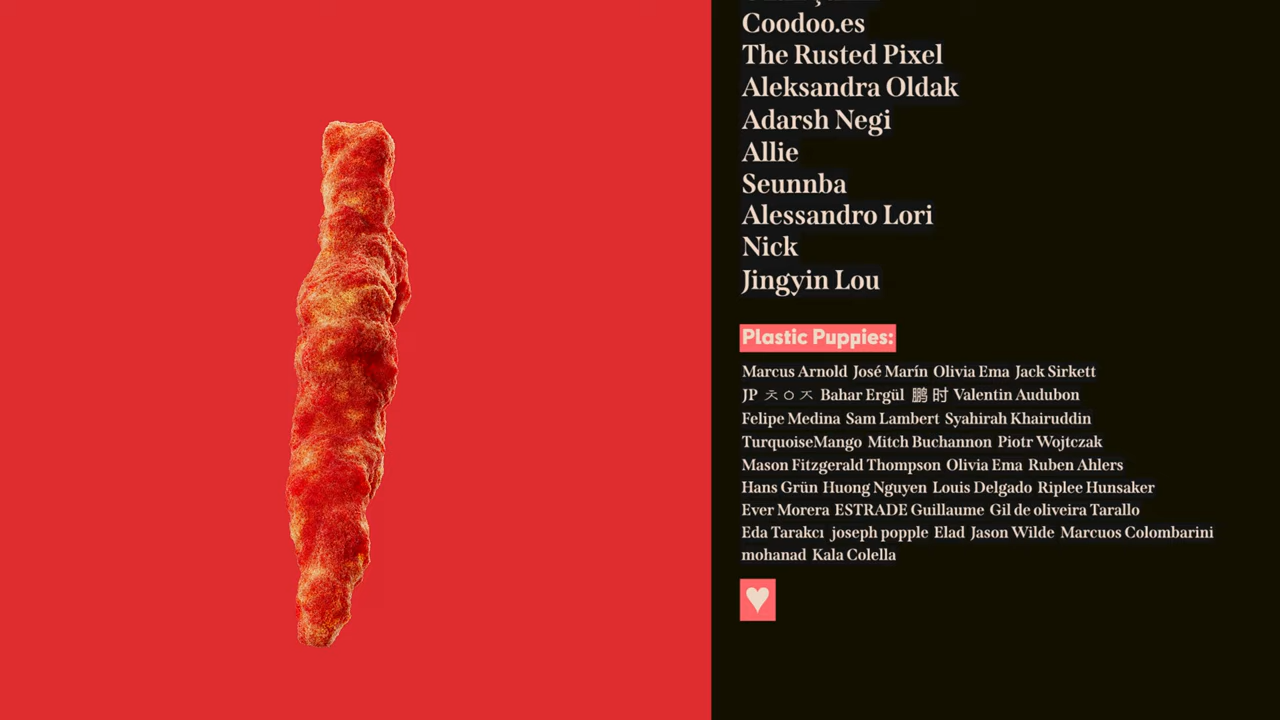 Coodoo.es
The Rusted Pixel
Aleksandra Oldak
Adarsh Negi
Allie
Seunnba
Alessandro Lori
Nick
Jingyin Lou
Plastic Puppies:
Marcus Arnold José Marín Olivia Ema Jack Sirkett
JP ㅊㅇㅈ Bahar Ergül 鹏 时 Valentin Audubon
Felipe Medina Sam Lambert Syahirah Khairuddin
TurquoiseMango Mitch Buchannon Piotr Wojtczak
Mason Fitzgerald Thompson Olivia Ema Ruben Ahlers
Hans Grün Huong Nguyen Louis Delgado Riplee Hunsaker
Ever Morera ESTRADE Guillaume Gil de oliveira Tarallo
Eda Tarakcı joseph popple Elad Jason Wilde Marcuos Colombarini
mohanad Kala Colella
♥